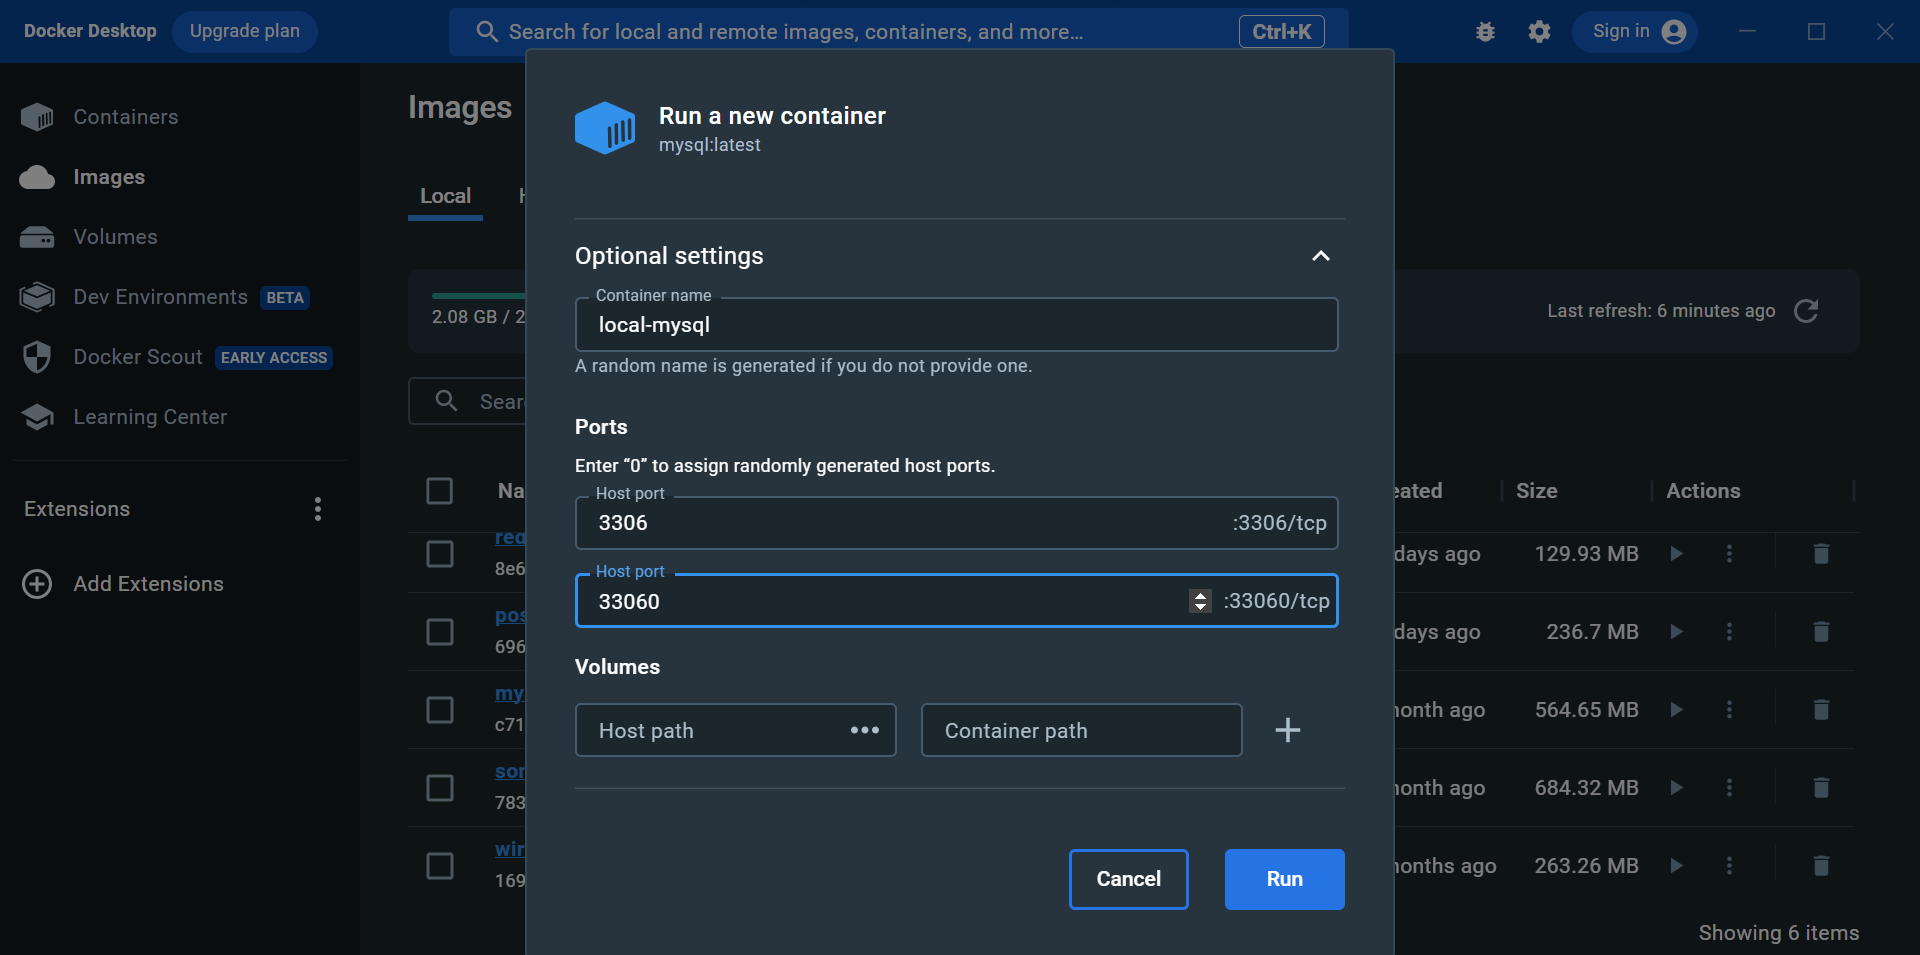 Docker Desktop
Upgrade plan
Search for local and remote images, containers, and more...
Ctrl+K
Sign in
Containers
Images
Volumes
Dev Environments BETA
Docker Scout EARLY ACCESS
Learning Center
Extensions
Add Extensions
Images
Local
2.08 GB / 2
Last refresh: 6 minutes ago
Sear
Na
eated
Size
Actions
red
8e6
days ago
129.93 MB
pos
696
days ago
236.7 MB
my
c71
onth ago
564.65 MB
son
783
onth ago
684.32 MB
wir
169
onths ago
263.26 MB
Showing 6 items
Run a new container
mysql:latest
Optional settings
Container name
local-mysql
A random name is generated if you do not provide one.
Ports
Enter “0” to assign randomly generated host ports.
Host port
3306 :3306/tcp
Host port
33060 :33060/tcp
Volumes
Host path
Container path
Cancel
Run